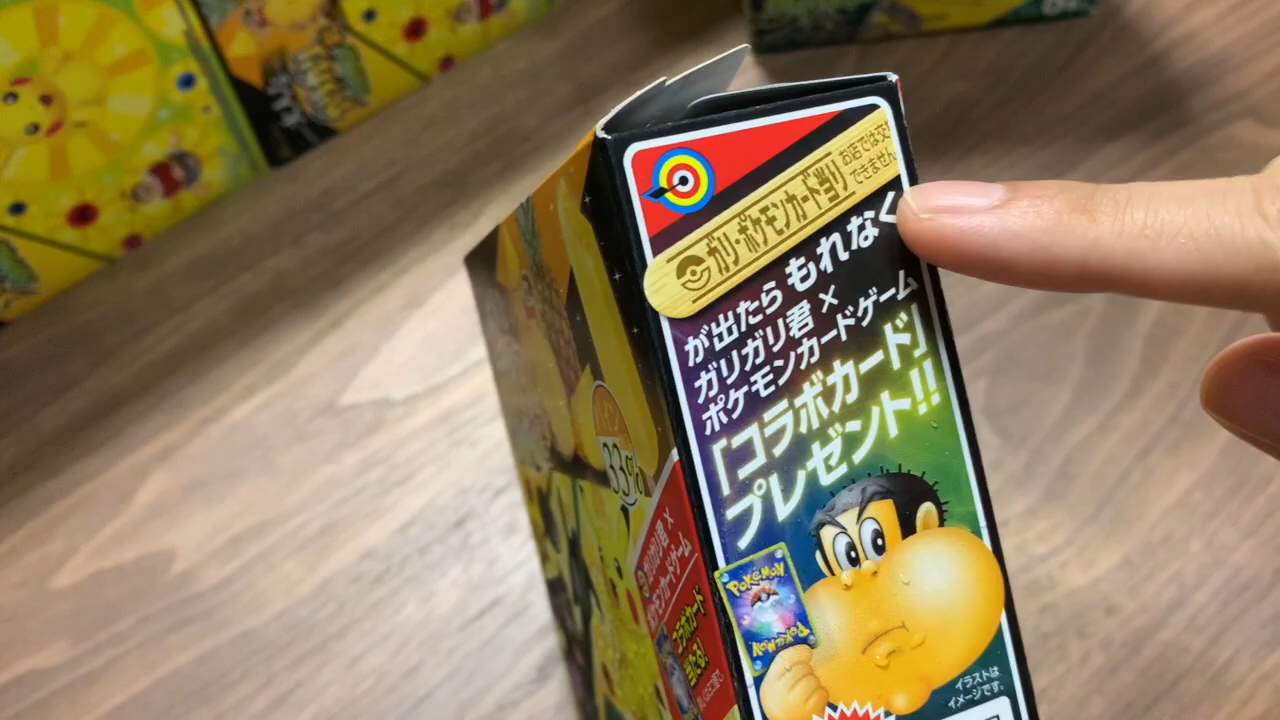 ガリ・ポケモンカード当り
お店では交
できません
が出たら もれなく
ガリガリ君×
ポケモンカードゲーム
「コラボカード」
プレゼント!!
POKÉMON
POKÉMON
イラストは
イメージです。
33%
ガリガリ君×
ポケモンカードゲーム
コラボカード
当たる!